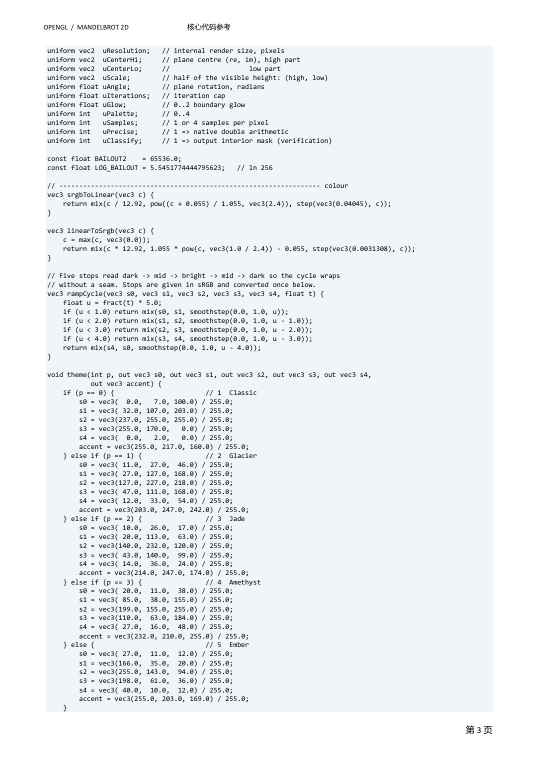 OPENGL / MANDELBROT 2D 核心代码参考
uniform vec2  uResolution;   // internal render size, pixels
uniform vec2  uCenterHi;     // plane centre (re, im), high part
uniform vec2  uCenterLo;     //                    low part
uniform vec2  uScale;        // half of the visible height: (high, low)
uniform float uAngle;        // plane rotation, radians
uniform float uIterations;   // iteration cap
uniform float uGlow;         // 0..2 boundary glow
uniform int   uPalette;      // 0..4
uniform int   uSamples;      // 1 or 4 samples per pixel
uniform int   uPrecise;      // 1 => native double arithmetic
uniform int   uClassify;     // 1 => output interior mask (verification)

const float BAILOUT2    = 65536.0;
const float LOG_BAILOUT = 5.5451774444795623;   // ln 256

// ------------------------------------------------------------------ colour
vec3 srgbToLinear(vec3 c) {
    return mix(c / 12.92, pow((c + 0.055) / 1.055, vec3(2.4)), step(vec3(0.04045), c));
}

vec3 linearToSrgb(vec3 c) {
    c = max(c, vec3(0.0));
    return mix(c * 12.92, 1.055 * pow(c, vec3(1.0 / 2.4)) - 0.055, step(vec3(0.0031308), c));
}

// Five stops read dark -> mid -> bright -> mid -> dark so the cycle wraps
// without a seam. Stops are given in sRGB and converted once below.
vec3 rampCycle(vec3 s0, vec3 s1, vec3 s2, vec3 s3, vec3 s4, float t) {
    float u = fract(t) * 5.0;
    if (u < 1.0) return mix(s0, s1, smoothstep(0.0, 1.0, u));
    if (u < 2.0) return mix(s1, s2, smoothstep(0.0, 1.0, u - 1.0));
    if (u < 3.0) return mix(s2, s3, smoothstep(0.0, 1.0, u - 2.0));
    if (u < 4.0) return mix(s3, s4, smoothstep(0.0, 1.0, u - 3.0));
    return mix(s4, s0, smoothstep(0.0, 1.0, u - 4.0));
}

void theme(int p, out vec3 s0, out vec3 s1, out vec3 s2, out vec3 s3, out vec3 s4,
           out vec3 accent) {
    if (p == 0) {                       // 1  Classic
        s0 = vec3(  0.0,   7.0, 100.0) / 255.0;
        s1 = vec3( 32.0, 107.0, 203.0) / 255.0;
        s2 = vec3(237.0, 255.0, 255.0) / 255.0;
        s3 = vec3(255.0, 170.0,   0.0) / 255.0;
        s4 = vec3(  0.0,   2.0,   0.0) / 255.0;
        accent = vec3(255.0, 217.0, 160.0) / 255.0;
    } else if (p == 1) {                // 2  Glacier
        s0 = vec3( 11.0,  27.0,  46.0) / 255.0;
        s1 = vec3( 27.0, 127.0, 168.0) / 255.0;
        s2 = vec3(127.0, 227.0, 218.0) / 255.0;
        s3 = vec3( 47.0, 111.0, 168.0) / 255.0;
        s4 = vec3( 12.0,  33.0,  54.0) / 255.0;
        accent = vec3(203.0, 247.0, 242.0) / 255.0;
    } else if (p == 2) {                // 3  Jade
        s0 = vec3( 10.0,  26.0,  17.0) / 255.0;
        s1 = vec3( 20.0, 113.0,  63.0) / 255.0;
        s2 = vec3(140.0, 232.0, 120.0) / 255.0;
        s3 = vec3( 43.0, 140.0,  99.0) / 255.0;
        s4 = vec3( 14.0,  36.0,  24.0) / 255.0;
        accent = vec3(214.0, 247.0, 174.0) / 255.0;
    } else if (p == 3) {                // 4  Amethyst
        s0 = vec3( 20.0,  11.0,  38.0) / 255.0;
        s1 = vec3( 85.0,  38.0, 155.0) / 255.0;
        s2 = vec3(199.0, 155.0, 255.0) / 255.0;
        s3 = vec3(110.0,  63.0, 184.0) / 255.0;
        s4 = vec3( 27.0,  16.0,  48.0) / 255.0;
        accent = vec3(232.0, 210.0, 255.0) / 255.0;
    } else {                            // 5  Ember
        s0 = vec3( 27.0,  11.0,  12.0) / 255.0;
        s1 = vec3(166.0,  35.0,  20.0) / 255.0;
        s2 = vec3(255.0, 143.0,  94.0) / 255.0;
        s3 = vec3(198.0,  61.0,  36.0) / 255.0;
        s4 = vec3( 40.0,  10.0,  12.0) / 255.0;
        accent = vec3(255.0, 203.0, 169.0) / 255.0;
    }
第 3 页